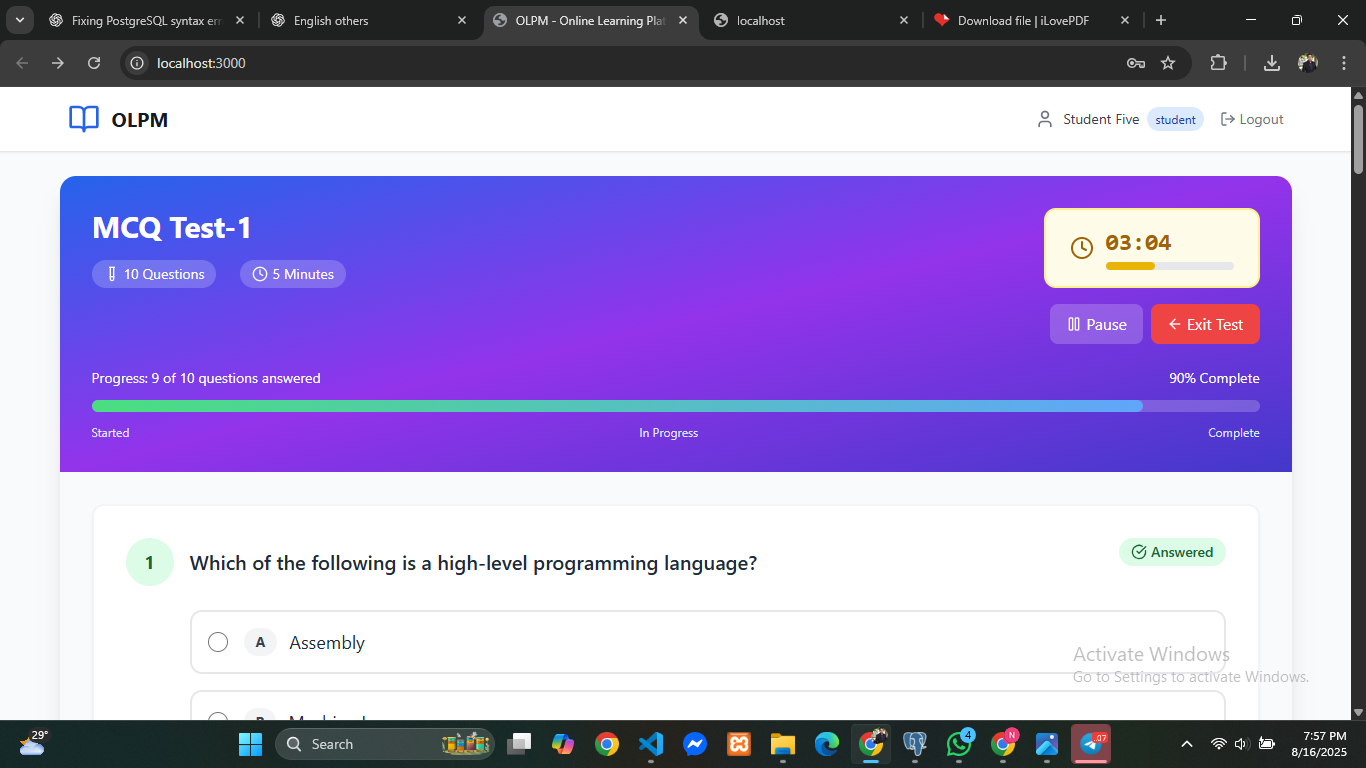 Fixing PostgreSQL syntax err
English others
OLPM - Online Learning Plat
localhost
Download file | iLovePDF
localhost:3000
OLPM
Student Five
student
Logout
MCQ Test-1
03:04
10 Questions
5 Minutes
Pause
Exit Test
Progress: 9 of 10 questions answered
90% Complete
Started
In Progress
Complete
1
Which of the following is a high-level programming language?
Answered
A
Assembly
Activate Windows
Go to Settings to activate Windows.
29°
Search
4
N
.07
7:57 PM
8/16/2025